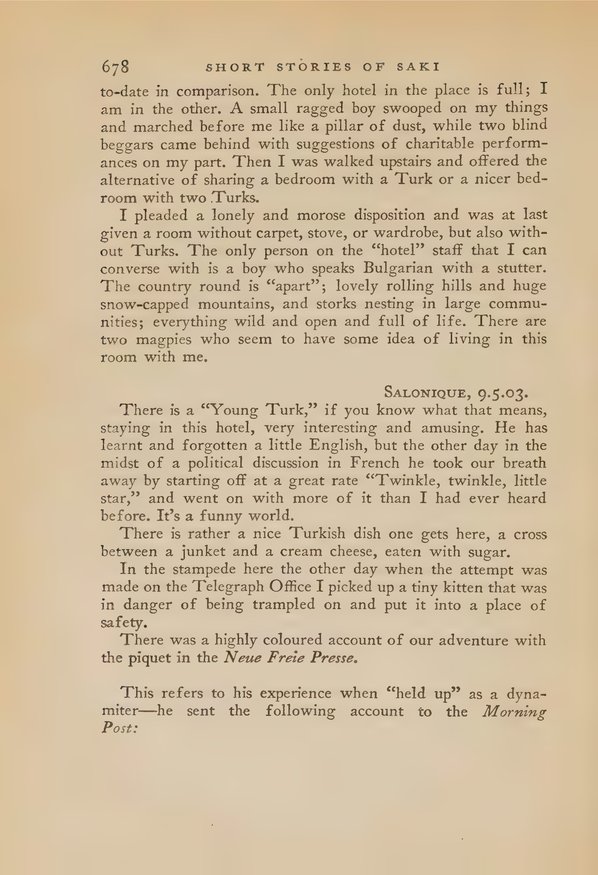 678 SHORT STORIES OF SAKI
to-date in comparison. The only hotel in the place is full; I
am in the other. A small ragged boy swooped on my things
and marched before me like a pillar of dust, while two blind
beggars came behind with suggestions of charitable perform-
ances on my part. Then I was walked upstairs and offered the
alternative of sharing a bedroom with a Turk or a nicer bed-
room with two Turks.
I pleaded a lonely and morose disposition and was at last
given a room without carpet, stove, or wardrobe, but also with-
out Turks. The only person on the “hotel” staff that I can
converse with is a boy who speaks Bulgarian with a stutter.
The country round is “apart”; lovely rolling hills and huge
snow-capped mountains, and storks nesting in large commu-
nities; everything wild and open and full of life. There are
two magpies who seem to have some idea of living in this
room with me.
SALONIQUE, 9.5.03.
There is a “Young Turk,” if you know what that means,
staying in this hotel, very interesting and amusing. He has
learnt and forgotten a little English, but the other day in the
midst of a political discussion in French he took our breath
away by starting off at a great rate “Twinkle, twinkle, little
star,” and went on with more of it than I had ever heard
before. It’s a funny world.
There is rather a nice Turkish dish one gets here, a cross
between a junket and a cream cheese, eaten with sugar.
In the stampede here the other day when the attempt was
made on the Telegraph Office I picked up a tiny kitten that was
in danger of being trampled on and put it into a place of
safety.
There was a highly coloured account of our adventure with
the piquet in the Neue Freie Presse.
This refers to his experience when “held up” as a dyna-
miter—he sent the following account to the Morning
Post: